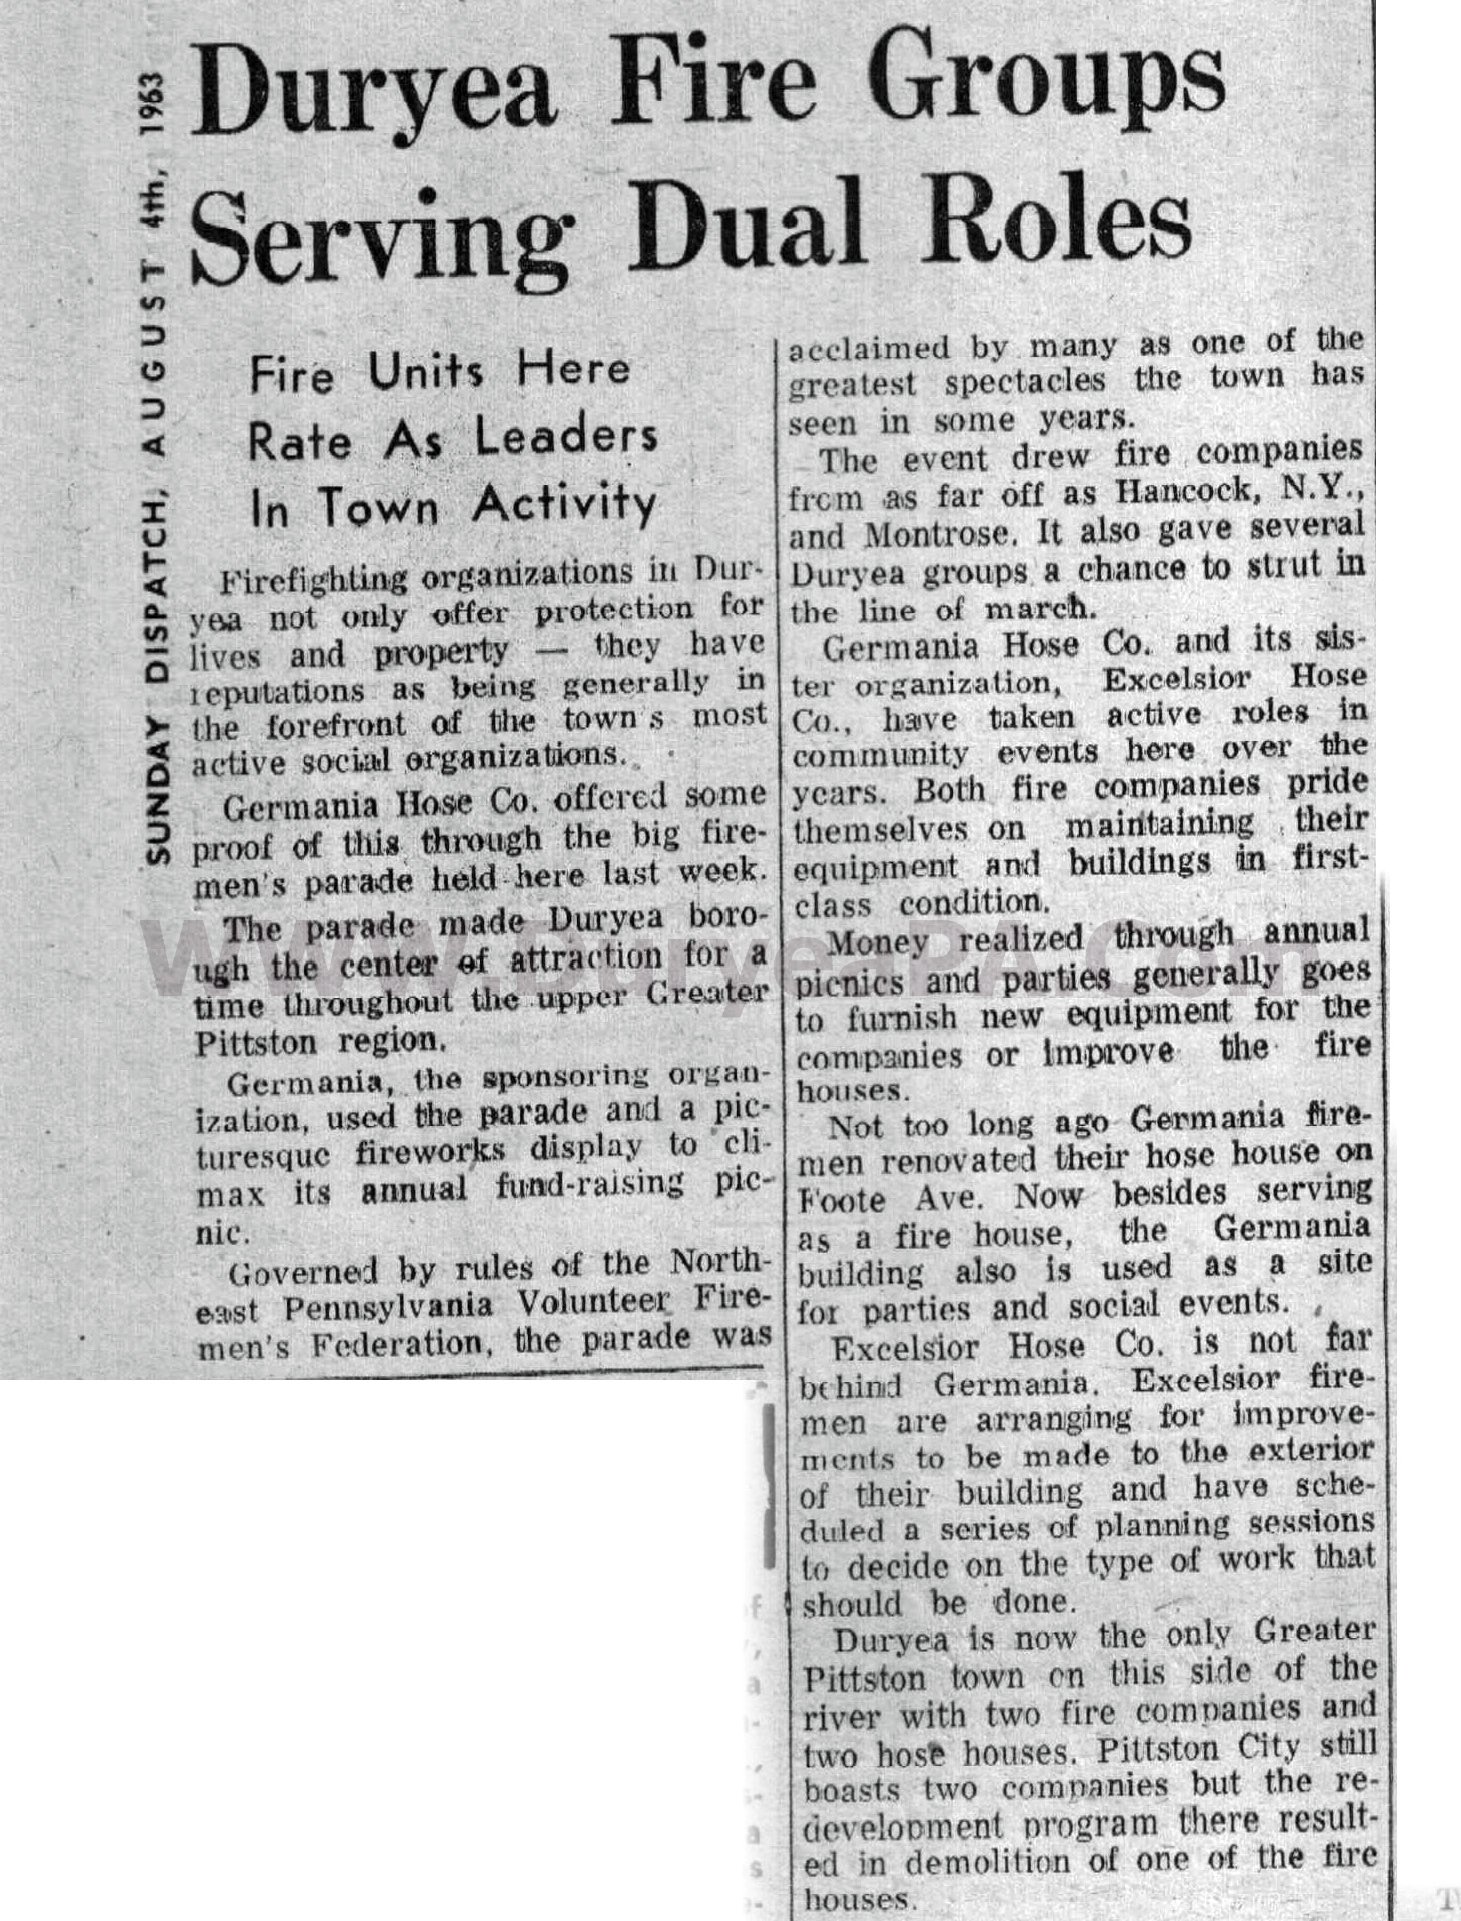 SUNDAY DISPATCH, AUGUST 4th, 1963
Duryea Fire Groups
Serving Dual Roles
Fire Units Here
Rate As Leaders
In Town Activity
Firefighting organizations in Dur-
yea not only offer protection for
lives and property — they have
reputations as being generally in
the forefront of the town's most
active social organizations.
Germania Hose Co. offered some
proof of this through the big fire-
men's parade held here last week.
The parade made Duryea boro-
ugh the center of attraction for a
time throughout the upper Greater
Pittston region.
Germania, the sponsoring organ-
ization, used the parade and a pic-
turesque fireworks display to cli-
max its annual fund-raising pic-
nic.
Governed by rules of the North-
east Pennsylvania Volunteer Fire-
men's Federation, the parade was
acclaimed by many as one of the
greatest spectacles the town has
seen in some years.
The event drew fire companies
from as far off as Hancock, N.Y.,
and Montrose. It also gave several
Duryea groups a chance to strut in
the line of march.
Germania Hose Co. and its sis-
ter organization, Excelsior Hose
Co., have taken active roles in
community events here over the
years. Both fire companies pride
themselves on maintaining their
equipment and buildings in first-
class condition.
Money realized through annual
picnics and parties generally goes
to furnish new equipment for the
companies or improve the fire
houses.
Not too long ago Germania fire-
men renovated their hose house on
Foote Ave. Now besides serving
as a fire house, the Germania
building also is used as a site
for parties and social events.
Excelsior Hose Co. is not far
behind Germania. Excelsior fire-
men are arranging for improve-
ments to be made to the exterior
of their building and have sche-
duled a series of planning sessions
to decide on the type of work that
should be done.
Duryea is now the only Greater
Pittston town on this side of the
river with two fire companies and
two hose houses. Pittston City still
boasts two companies but the re-
development program there result-
ed in demolition of one of the fire
houses.
www.DuryeaPA.Com